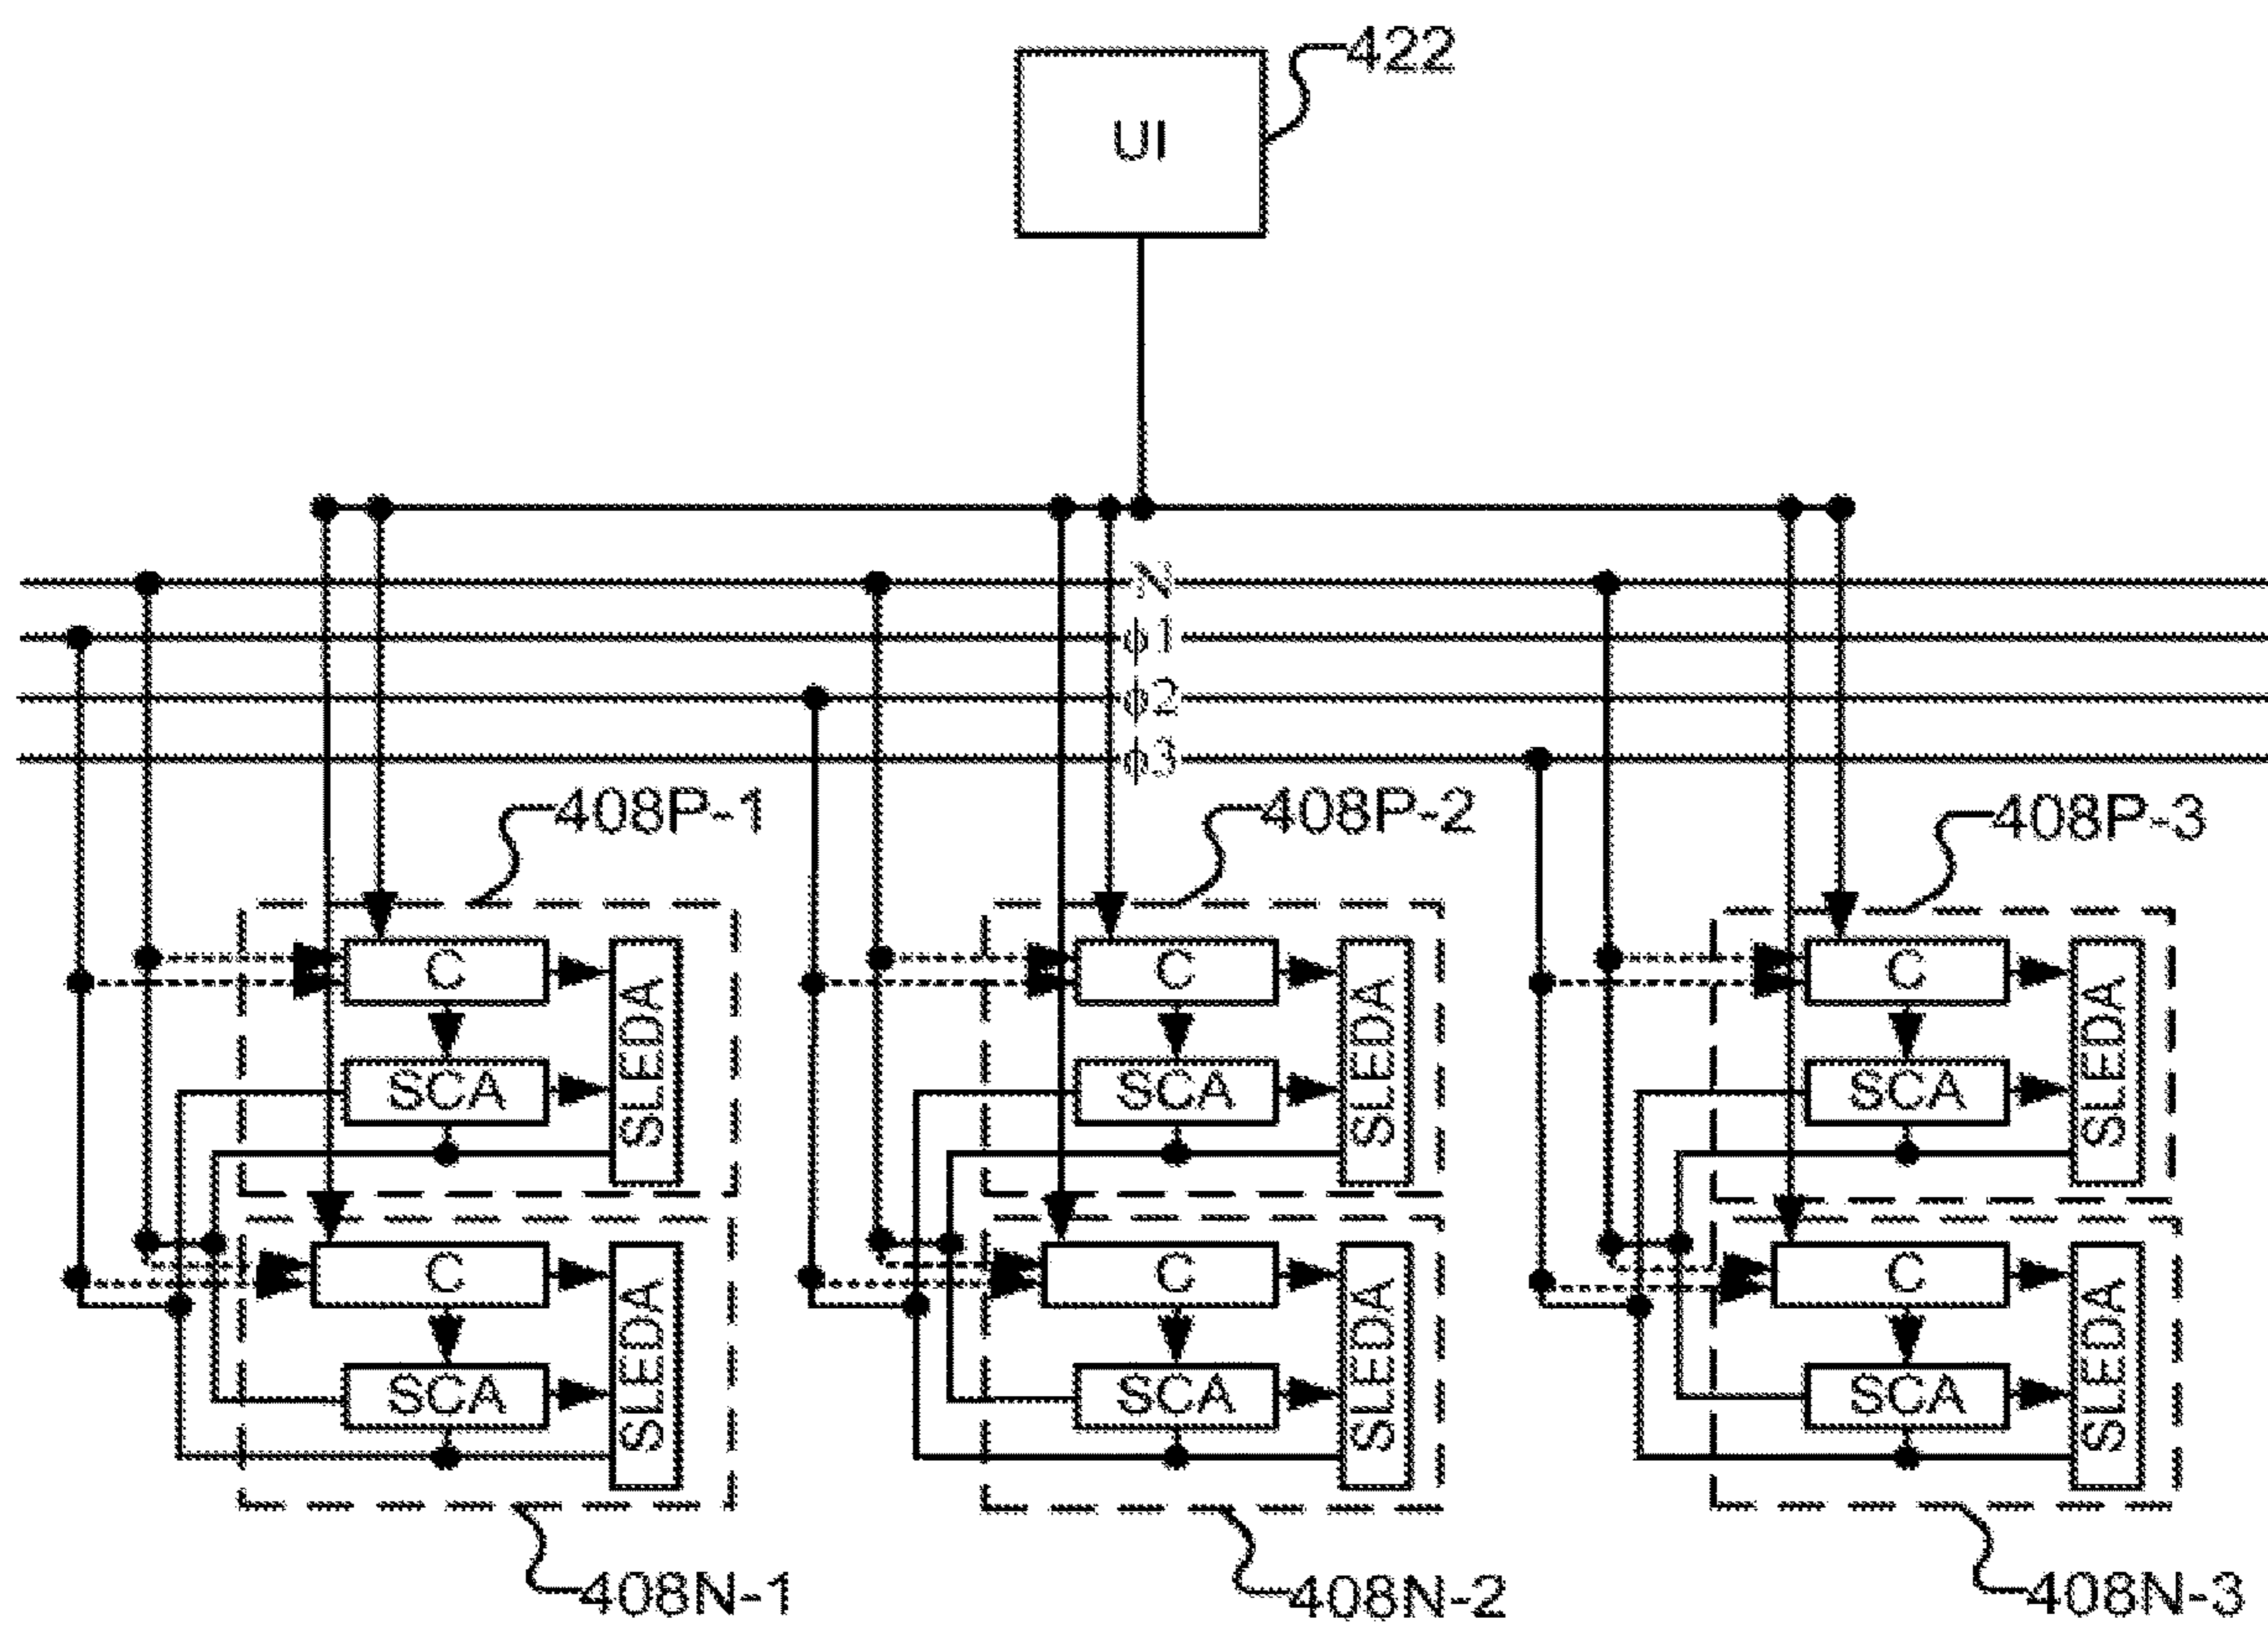 422
UI
N
ϕ1
ϕ2
ϕ3
408P-1
408P-2
408P-3
C
SCA
SLEDA
C
SCA
SLEDA
C
SCA
SLEDA
C
SCA
SLEDA
C
SCA
SLEDA
C
SCA
SLEDA
408N-1
408N-2
408N-3